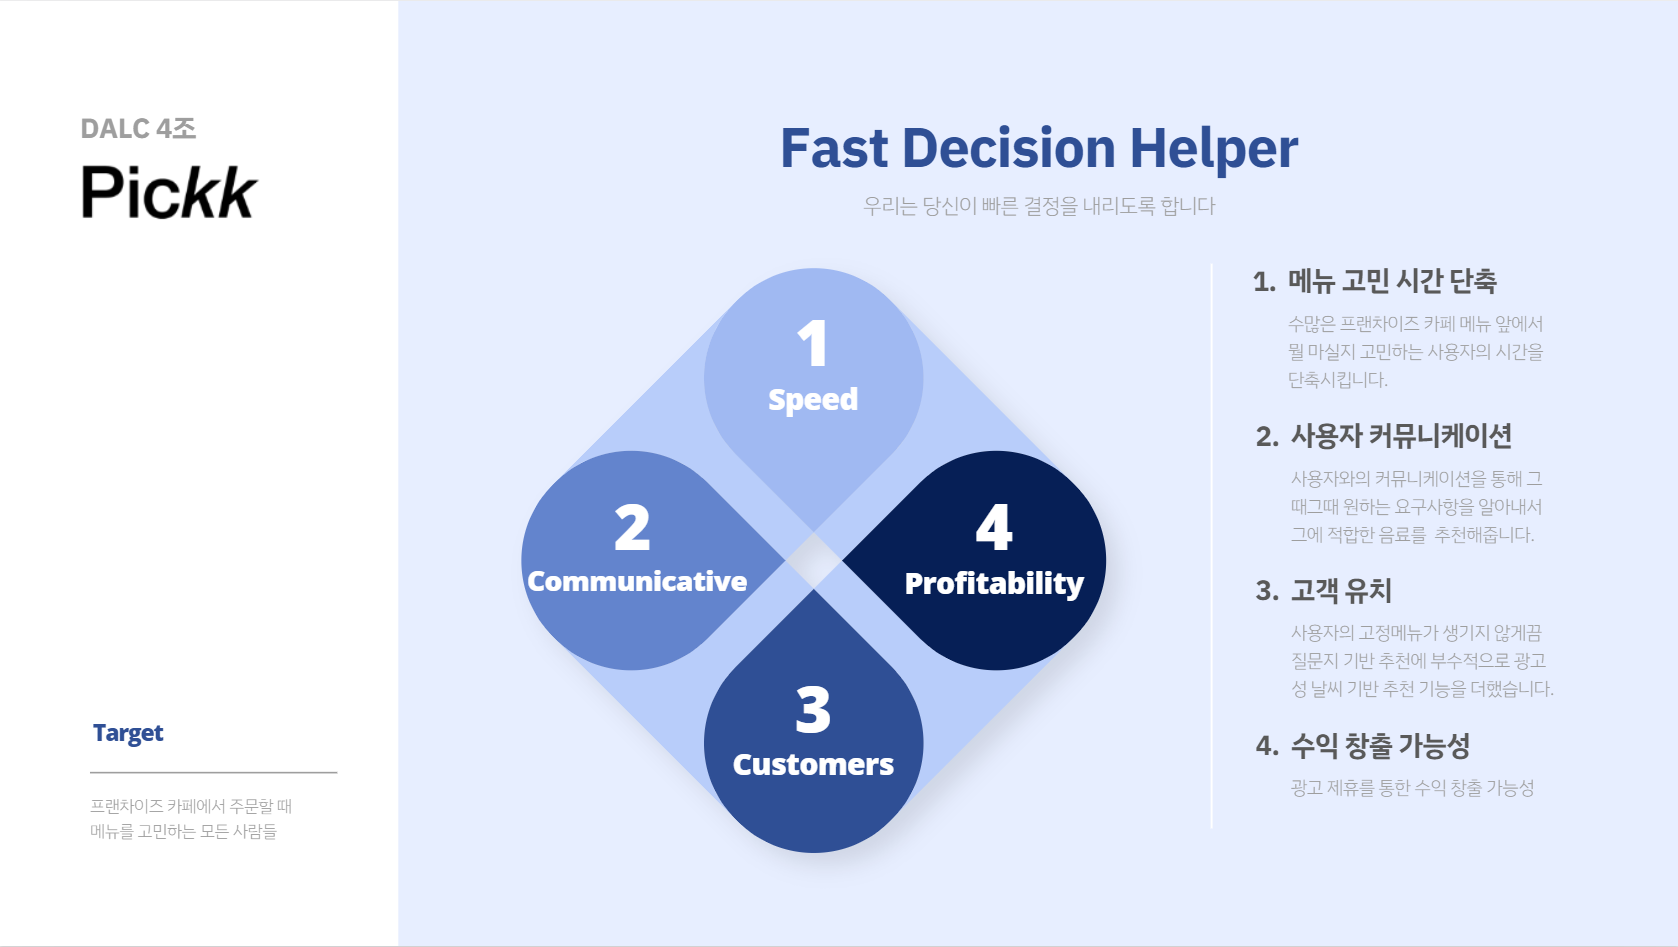 DALC 4조
Pickk
Target
프랜차이즈 카페에서 주문할 때
메뉴를 고민하는 모든 사람들
Fast Decision Helper
우리는 당신이 빠른 결정을 내리도록 합니다
1
Speed
2
Communicative
4
Profitability
3
Customers
1. 메뉴 고민 시간 단축
수많은 프랜차이즈 카페 메뉴 앞에서
뭘 마실지 고민하는 사용자의 시간을
단축시킵니다.
2. 사용자 커뮤니케이션
사용자와의 커뮤니케이션을 통해 그
때그때 원하는 요구사항을 알아내서
그에 적합한 음료를 추천해줍니다.
3. 고객 유치
사용자의 고정메뉴가 생기지 않게끔
질문지 기반 추천에 부수적으로 광고
성 날씨 기반 추천 기능을 더했습니다.
4. 수익 창출 가능성
광고 제휴를 통한 수익 창출 가능성